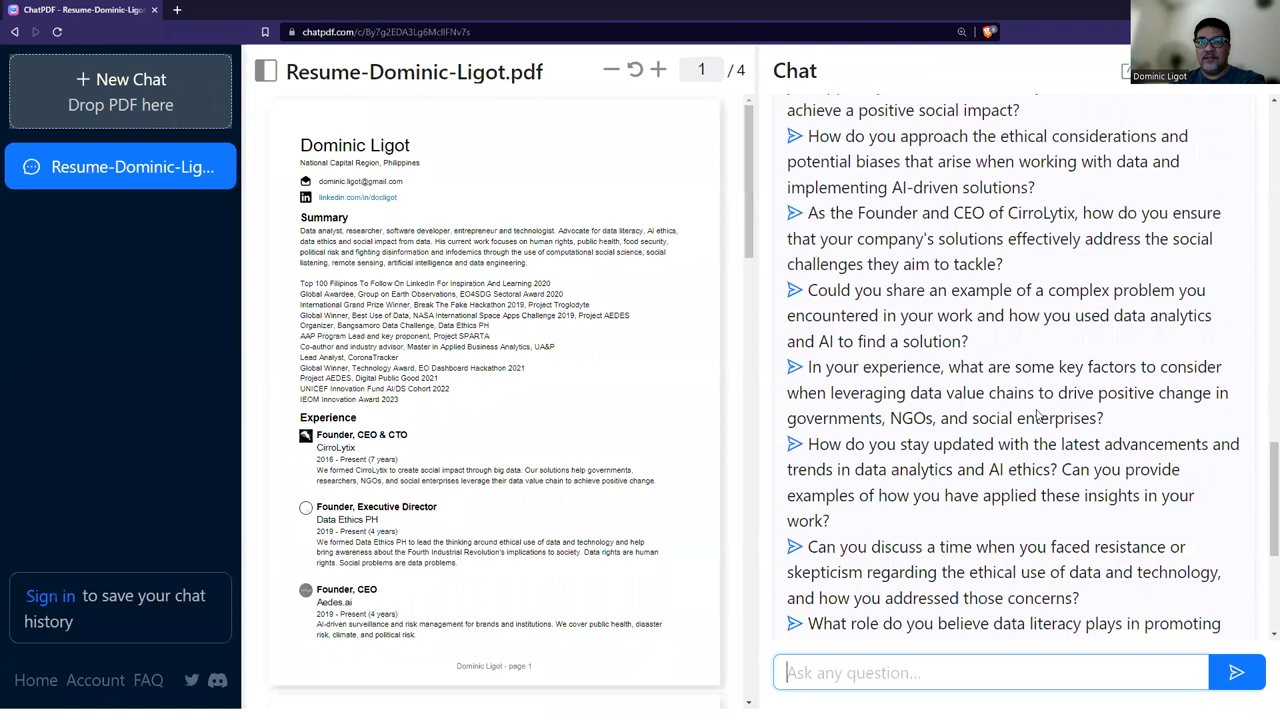 ChatPDF - Resume-Dominic-Ligo
chatpdf.com/c/By7g2EDA3Lg6McIlFNv7s
Dominic Ligot
+ New Chat
Drop PDF here
Resume-Dominic-Lig...
Sign in to save your chat
history
Home Account FAQ
Resume-Dominic-Ligot.pdf
1 / 4
Dominic Ligot
National Capital Region, Philippines
dominic.ligot@gmail.com
linkedin.com/in/docligot
Summary
Data analyst, researcher, software developer, entrepreneur and technologist. Advocate for data literacy, AI ethics,
data ethics and social impact from data. His current work focuses on human rights, public health, food security,
political risk and fighting disinformation and infodemics through the use of computational social science, social
listening, remote sensing, artificial intelligence and data engineering.
Top 100 Filipinos To Follow On LinkedIn For Inspiration And Learning 2020
Global Awardee, Group on Earth Observations, EO4SDG Sectoral Award 2020
International Grand Prize Winner, Break The Fake Hackathon 2019, Project Troglodyte
Global Winner, Best Use of Data, NASA International Space Apps Challenge 2019, Project AEDES
Organizer, Bangsamoro Data Challenge, Data Ethics PH
AAP Program Lead and key proponent, Project SPARTA
Co-author and industry advisor, Master in Applied Business Analytics, UA&P
Lead Analyst, CoronaTracker
Global Winner, Technology Award, EO Dashboard Hackathon 2021
Project AEDES, Digital Public Good 2021
UNICEF Innovation Fund AI/DS Cohort 2022
IEOM Innovation Award 2023
Experience
Founder, CEO & CTO
CirroLytix
2016 - Present (7 years)
We formed CirroLytix to create social impact through big data. Our solutions help governments,
researchers, NGOs, and social enterprises leverage their data value chain to achieve positive change.
Founder, Executive Director
Data Ethics PH
2019 - Present (4 years)
We formed Data Ethics PH to lead the thinking around ethical use of data and technology and help
bring awareness about the Fourth Industrial Revolution's implications to society. Data rights are human
rights. Social problems are data problems.
Founder, CEO
Aedes.ai
2019 - Present (4 years)
AI-driven surveillance and risk management for brands and institutions. We cover public health, disaster
risk, climate, and political risk.
Dominic Ligot - page 1
Chat
achieve a positive social impact?
How do you approach the ethical considerations and
potential biases that arise when working with data and
implementing AI-driven solutions?
As the Founder and CEO of CirroLytix, how do you ensure
that your company's solutions effectively address the social
challenges they aim to tackle?
Could you share an example of a complex problem you
encountered in your work and how you used data analytics
and AI to find a solution?
In your experience, what are some key factors to consider
when leveraging data value chains to drive positive change in
governments, NGOs, and social enterprises?
How do you stay updated with the latest advancements and
trends in data analytics and AI ethics? Can you provide
examples of how you have applied these insights in your
work?
Can you discuss a time when you faced resistance or
skepticism regarding the ethical use of data and technology,
and how you addressed those concerns?
What role do you believe data literacy plays in promoting
Ask any question...